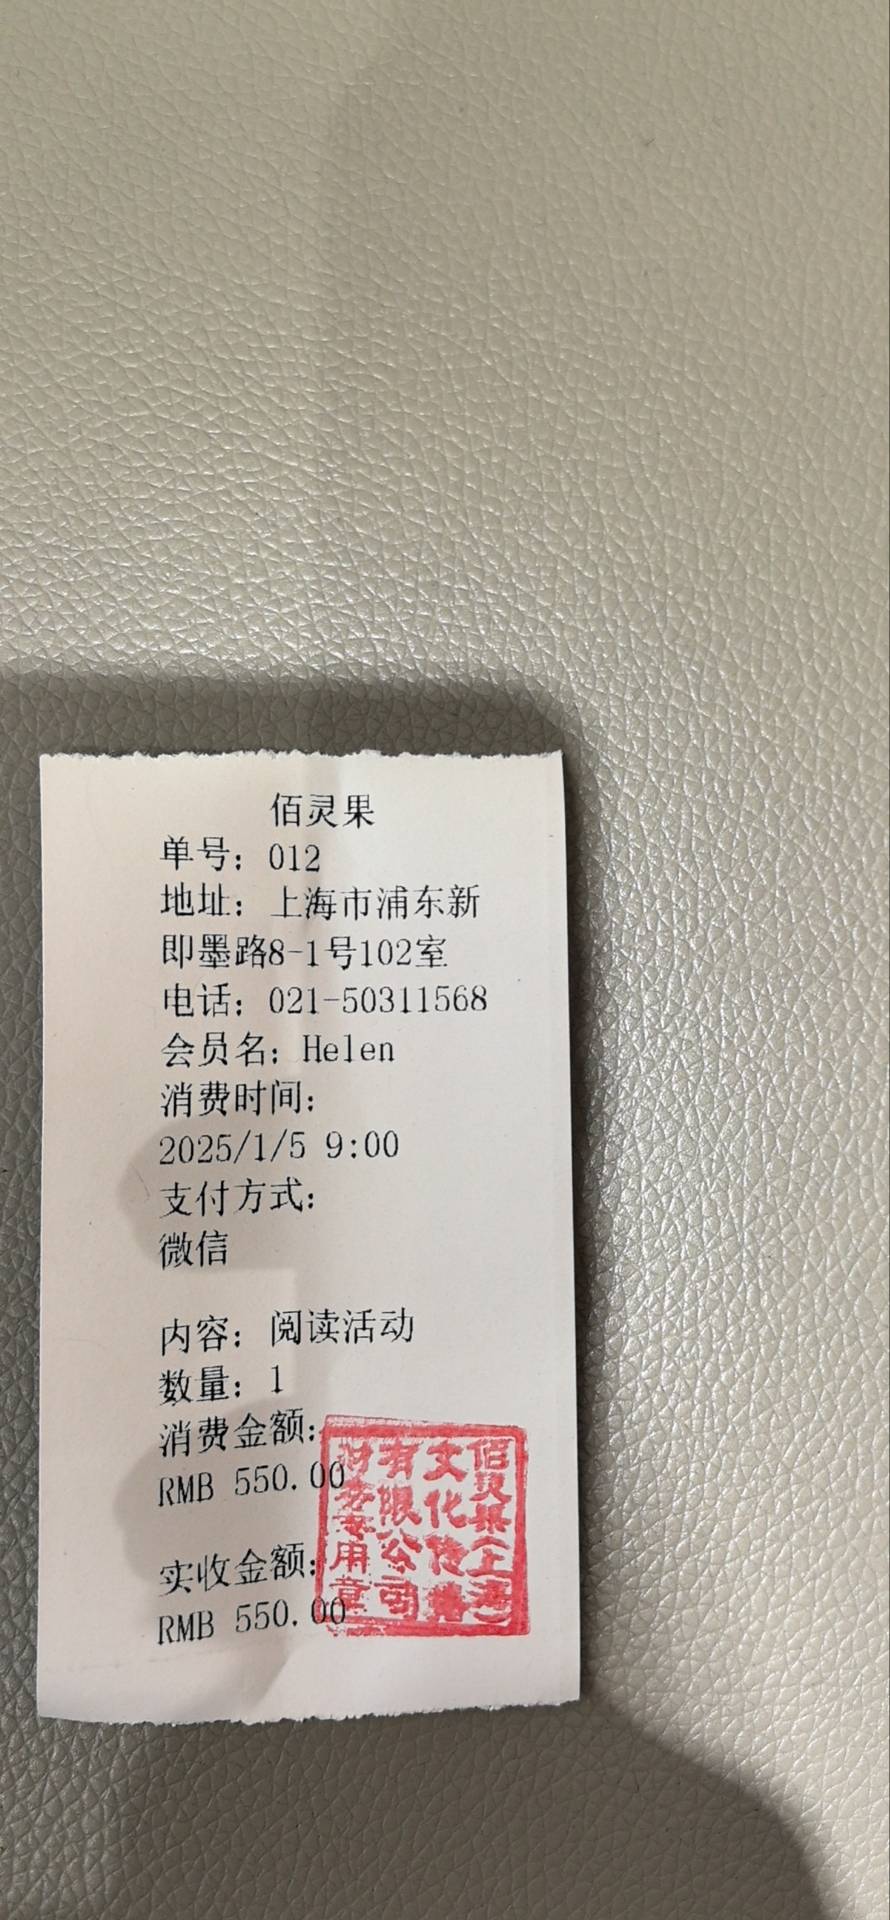 佰灵果
单号：012
地址：上海市浦东新
即墨路8-1号102室
电话：021-50311568
会员名：Helen
消费时间：
2025/1/5 9:00
支付方式：
微信
内容：阅读活动
数量：1
消费金额：
RMB 550.00
实收金额：
RMB 550.00
佰灵果（上海）
文化传播
有限公司
财务专用章